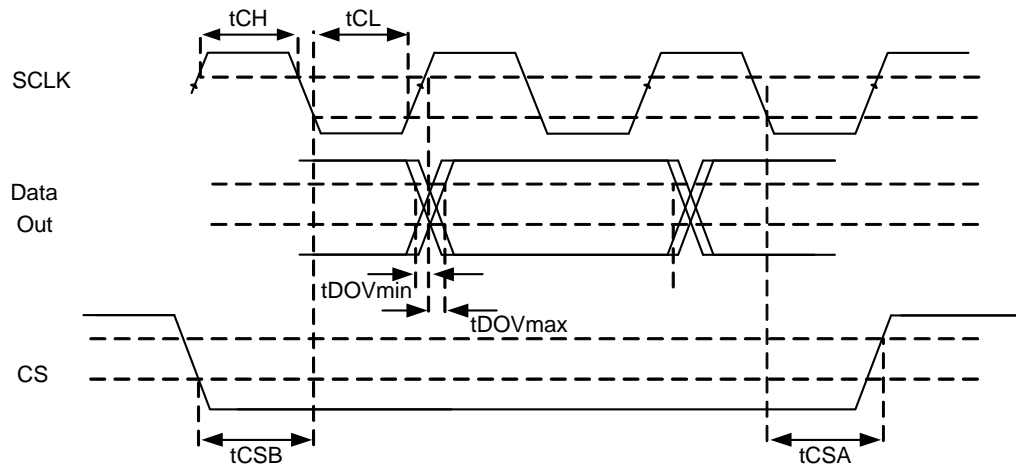 tCH
tCL
SCLK
Data
Out
tDOVmin
tDOVmax
CS
tCSB
tCSA